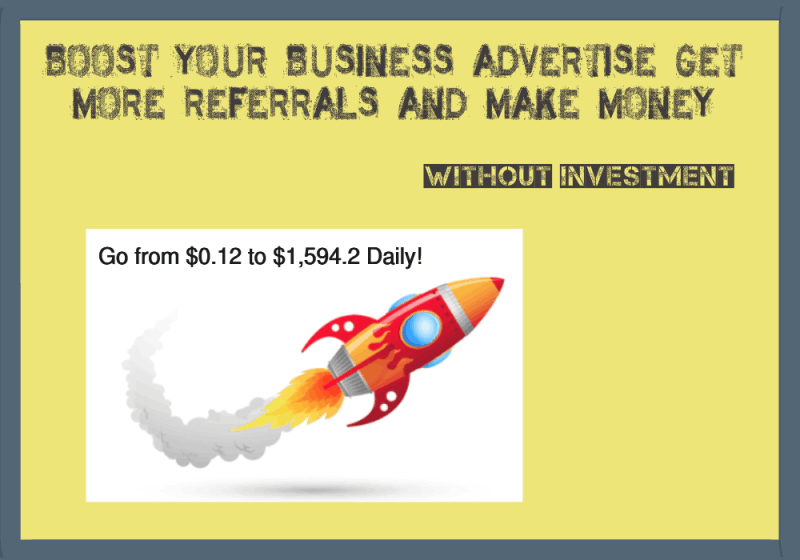 BOOST YOUR BUSINESS ADVERTISE GET
MORE REFERRALS AND MAKE MONEY
WITHOUT INVESTMENT
Go from $0.12 to $1,594.2 Daily!